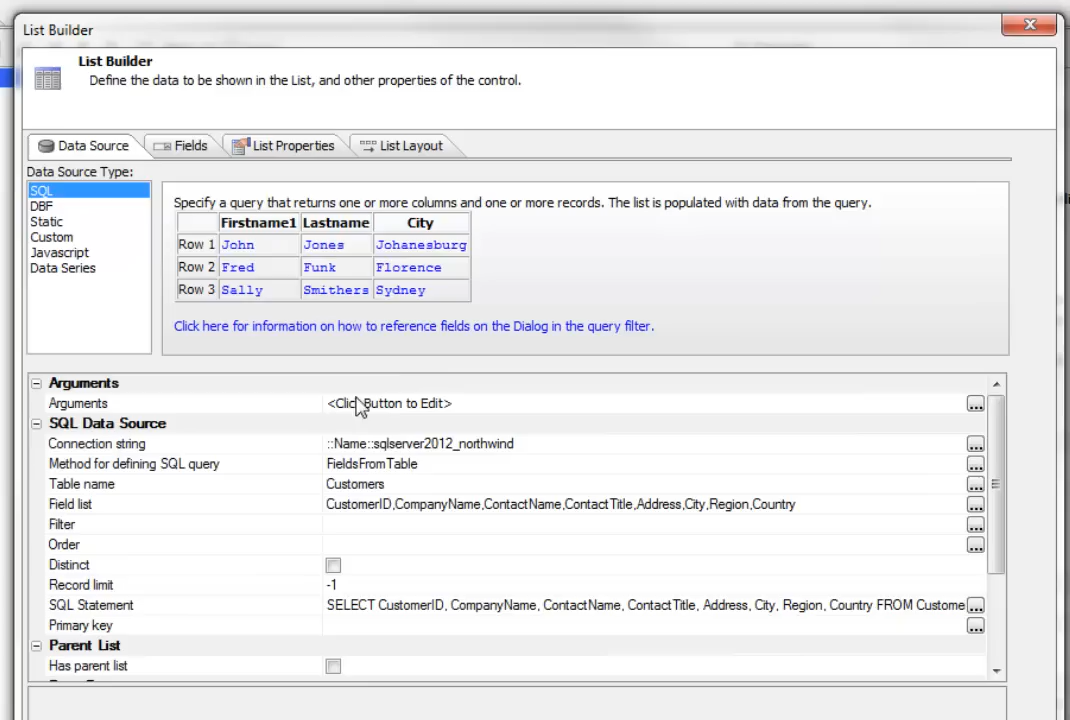 List Builder
List Builder
Define the data to be shown in the List, and other properties of the control.
Data Source Fields List Properties List Layout
Data Source Type:
SQL
DBF
Static
Custom
Javascript
Data Series
Specify a query that returns one or more columns and one or more records. The list is populated with data from the query.
Firstname1 Lastname City
Row 1 John Jones Johanesburg
Row 2 Fred Funk Florence
Row 3 Sally Smithers Sydney
Click here for information on how to reference fields on the Dialog in the query filter.
Arguments
Arguments <Click Button to Edit>
SQL Data Source
Connection string ::Name::sqlserver2012_northwind
Method for defining SQL query FieldsFromTable
Table name Customers
Field list CustomerID,CompanyName,ContactName,ContactTitle,Address,City,Region,Country
Filter
Order
Distinct
Record limit -1
SQL Statement SELECT CustomerID, CompanyName, ContactName, ContactTitle, Address, City, Region, Country FROM Custome
Primary key
Parent List
Has parent list